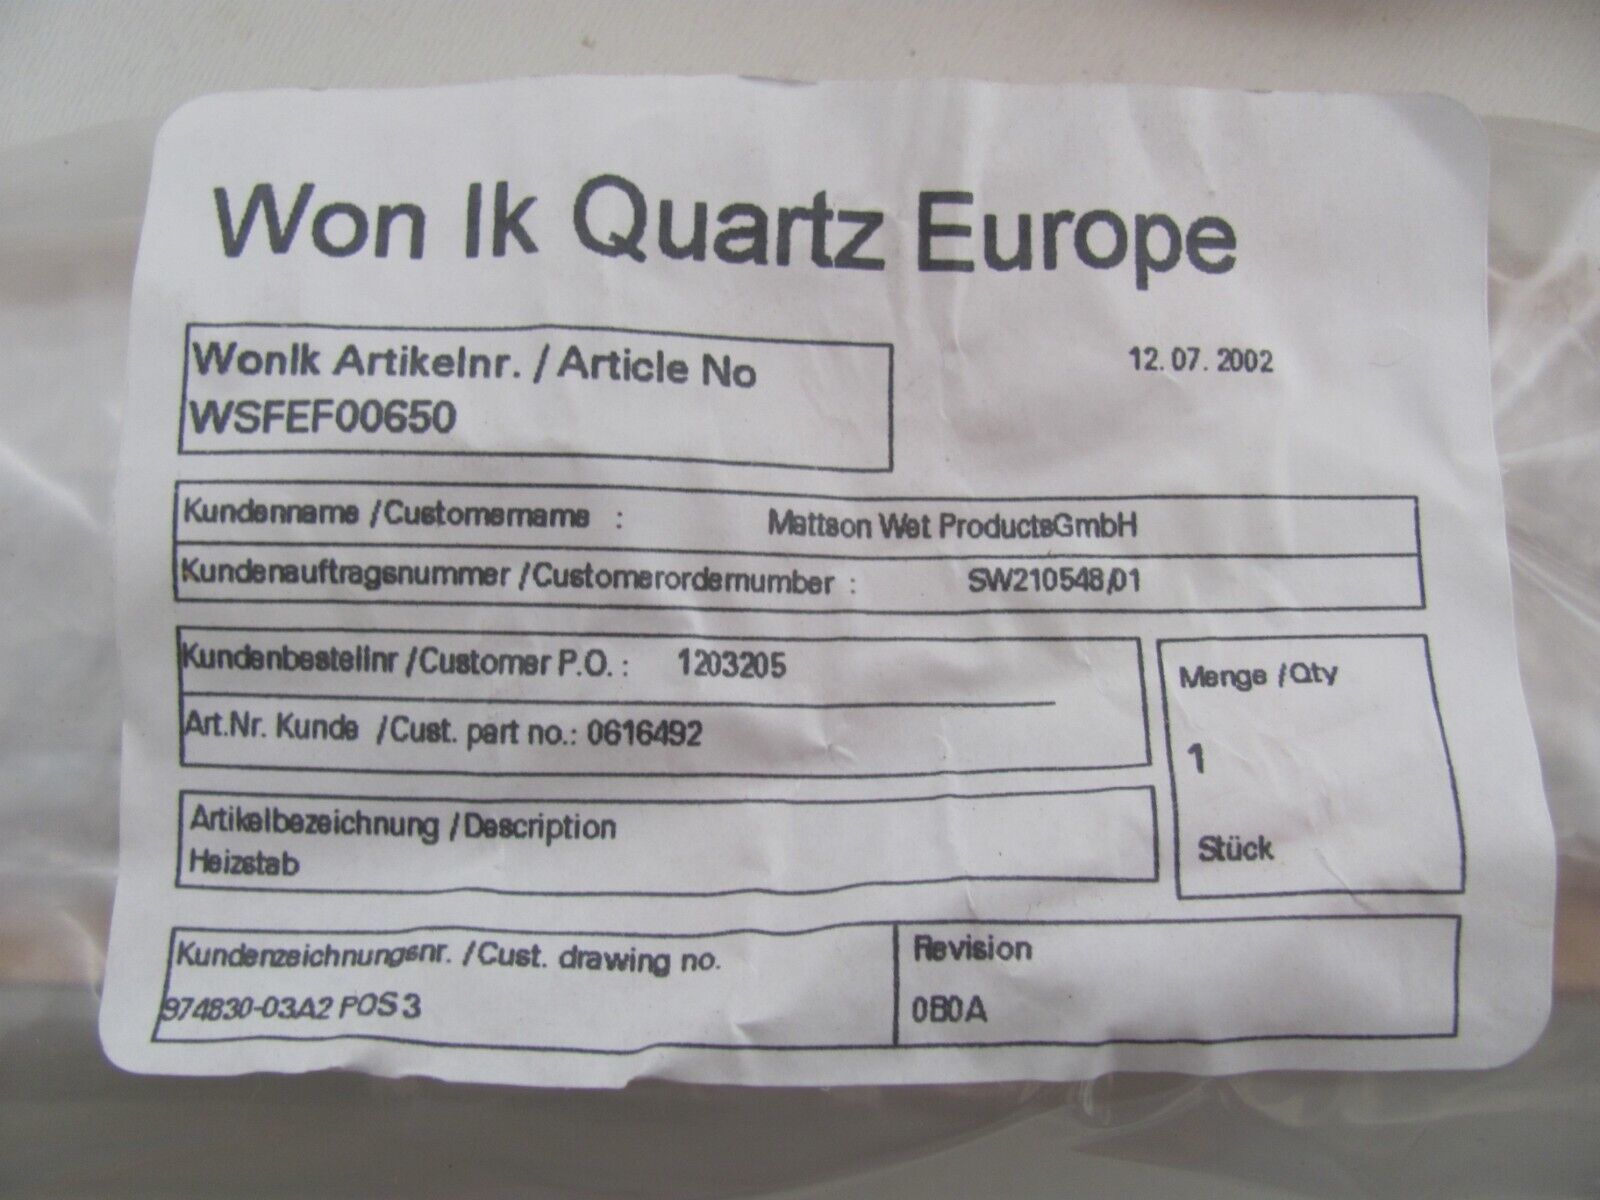 Won Ik Quartz Europe
WonIk Artikelnr. / Article No
WSFEF00650
12. 07. 2002
Kundenname /Customername : Mattson Wet ProductsGmbH
Kundenauftragsnummer /Customerordernumber : SW210548/01
Kundenbestellnr /Customer P.O. : 1203205
Art.Nr. Kunde /Cust. part no.: 0616492
Menge /Qty
1
Stück
Artikelbezeichnung /Description
Heizstab
Kundenzeichnungsnr. /Cust. drawing no.
974830-03A2 POS 3
Revision
0B0A